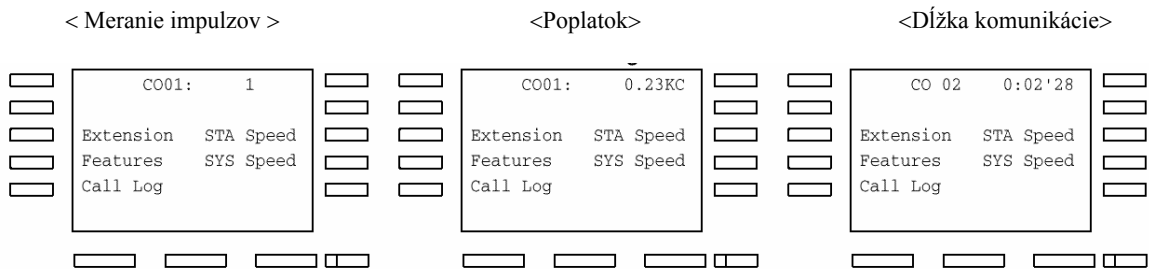 < Meranie impulzov >
CO01: 1
Extension STA Speed
Features SYS Speed
Call Log
<Poplatok>
CO01: 0.23KC
Extension STA Speed
Features SYS Speed
Call Log
<Dĺžka komunikácie>
CO 02 0:02'28
Extension STA Speed
Features SYS Speed
Call Log